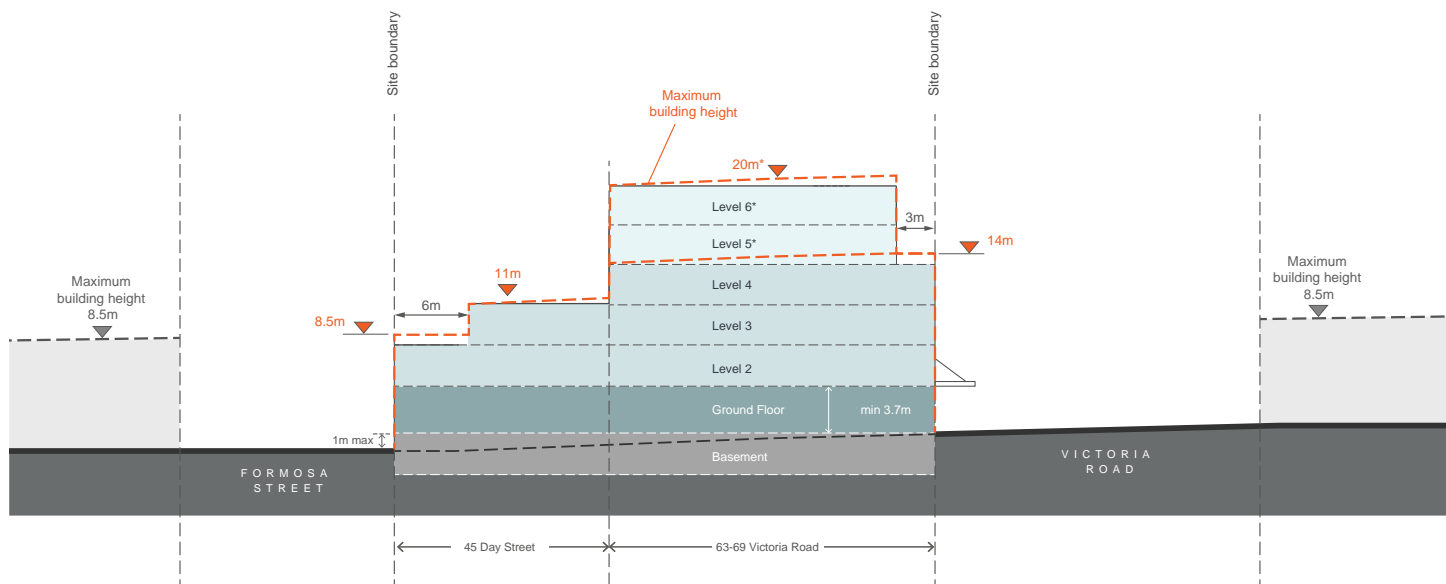 Site boundary
Site boundary
Maximum
building height
20m*
Level 6*
3m
Level 5*
14m
Maximum
building height
8.5m
11m
Level 4
Maximum
building height
8.5m
6m
8.5m
Level 3
Level 2
Ground Floor
min 3.7m
1m max
Basement
FORMOSA
STREET
VICTORIA
ROAD
45 Day Street
63-69 Victoria Road